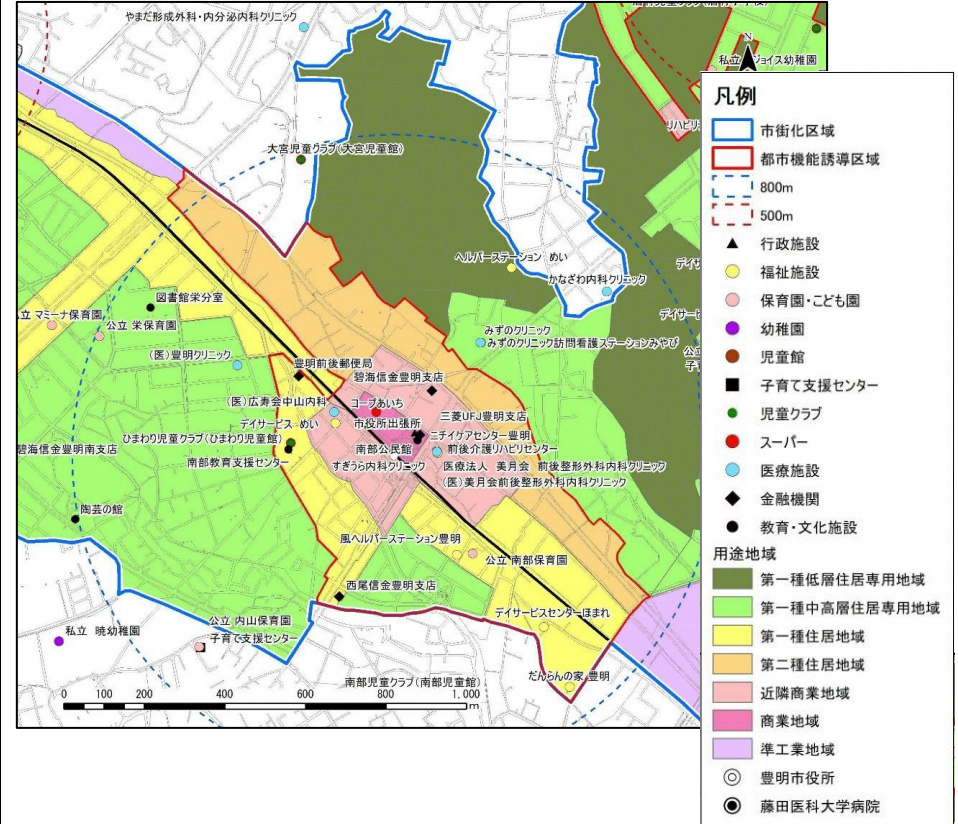 やまだ形成外科・内分泌内科クリニック
N
大宮児童クラブ(大宮児童館)
ヘルパーステーション めい
かなざわ内科クリニック
図書館栄分室
立 マミーナ保育園
公立 栄保育園
みずのクリニック
みずのクリニック訪問看護ステーションみやび
(医)豊明クリニック
豊明前後郵便局
碧海信金豊明支店
(医)広寿会中山内科
コープあいち
デイサービス めい
市役所出張所
三菱UFJ豊明支店
ひまわり児童クラブ(ひまわり児童館)
ニチイケアセンター豊明
碧海信金豊明南支店
南部公民館
前後介護リハビリセンター
南部教育支援センター
すぎうら内科クリニック
医療法人 美月会 前後整形外科内科クリニック
(医)美月会前後整形外科内科クリニック
陶芸の館
風ヘルパーステーション豊明
公立 南部保育園
西尾信金豊明支店
デイサービスセンターほまれ
公立 内山保育園
私立 暁幼稚園
子育て支援センター
南部児童クラブ(南部児童館)
だんらんの家 豊明
0 100 200 400 600 800 1,000
m
凡例
市街化区域
都市機能誘導区域
800m
500m
行政施設
福祉施設
保育園・こども園
幼稚園
児童館
子育て支援センター
児童クラブ
スーパー
医療施設
金融機関
教育・文化施設
用途地域
第一種低層住居専用地域
第一種中高層住居専用地域
第一種住居地域
第二種住居地域
近隣商業地域
商業地域
準工業地域
豊明市役所
藤田医科大学病院